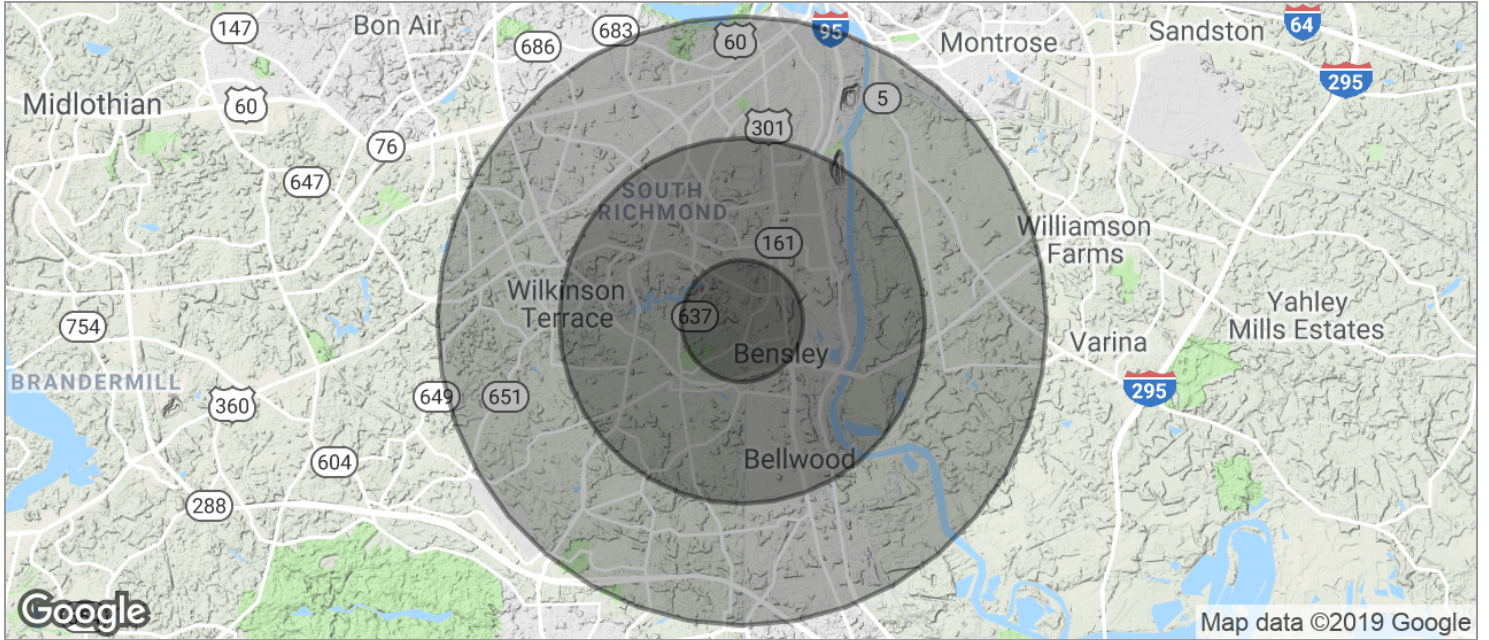 147
Bon Air
683
686
60
95
Montrose
Sandston
64
295
Midlothian
60
5
301
76
647
SOUTH
RICHMOND
161
Williamson
Farms
Wilkinson
Terrace
637
Yahley
Mills Estates
754
Bensley
Varina
BRANDERMILL
360
649
651
295
604
Bellwood
288
Google
Map data ©2019 Google